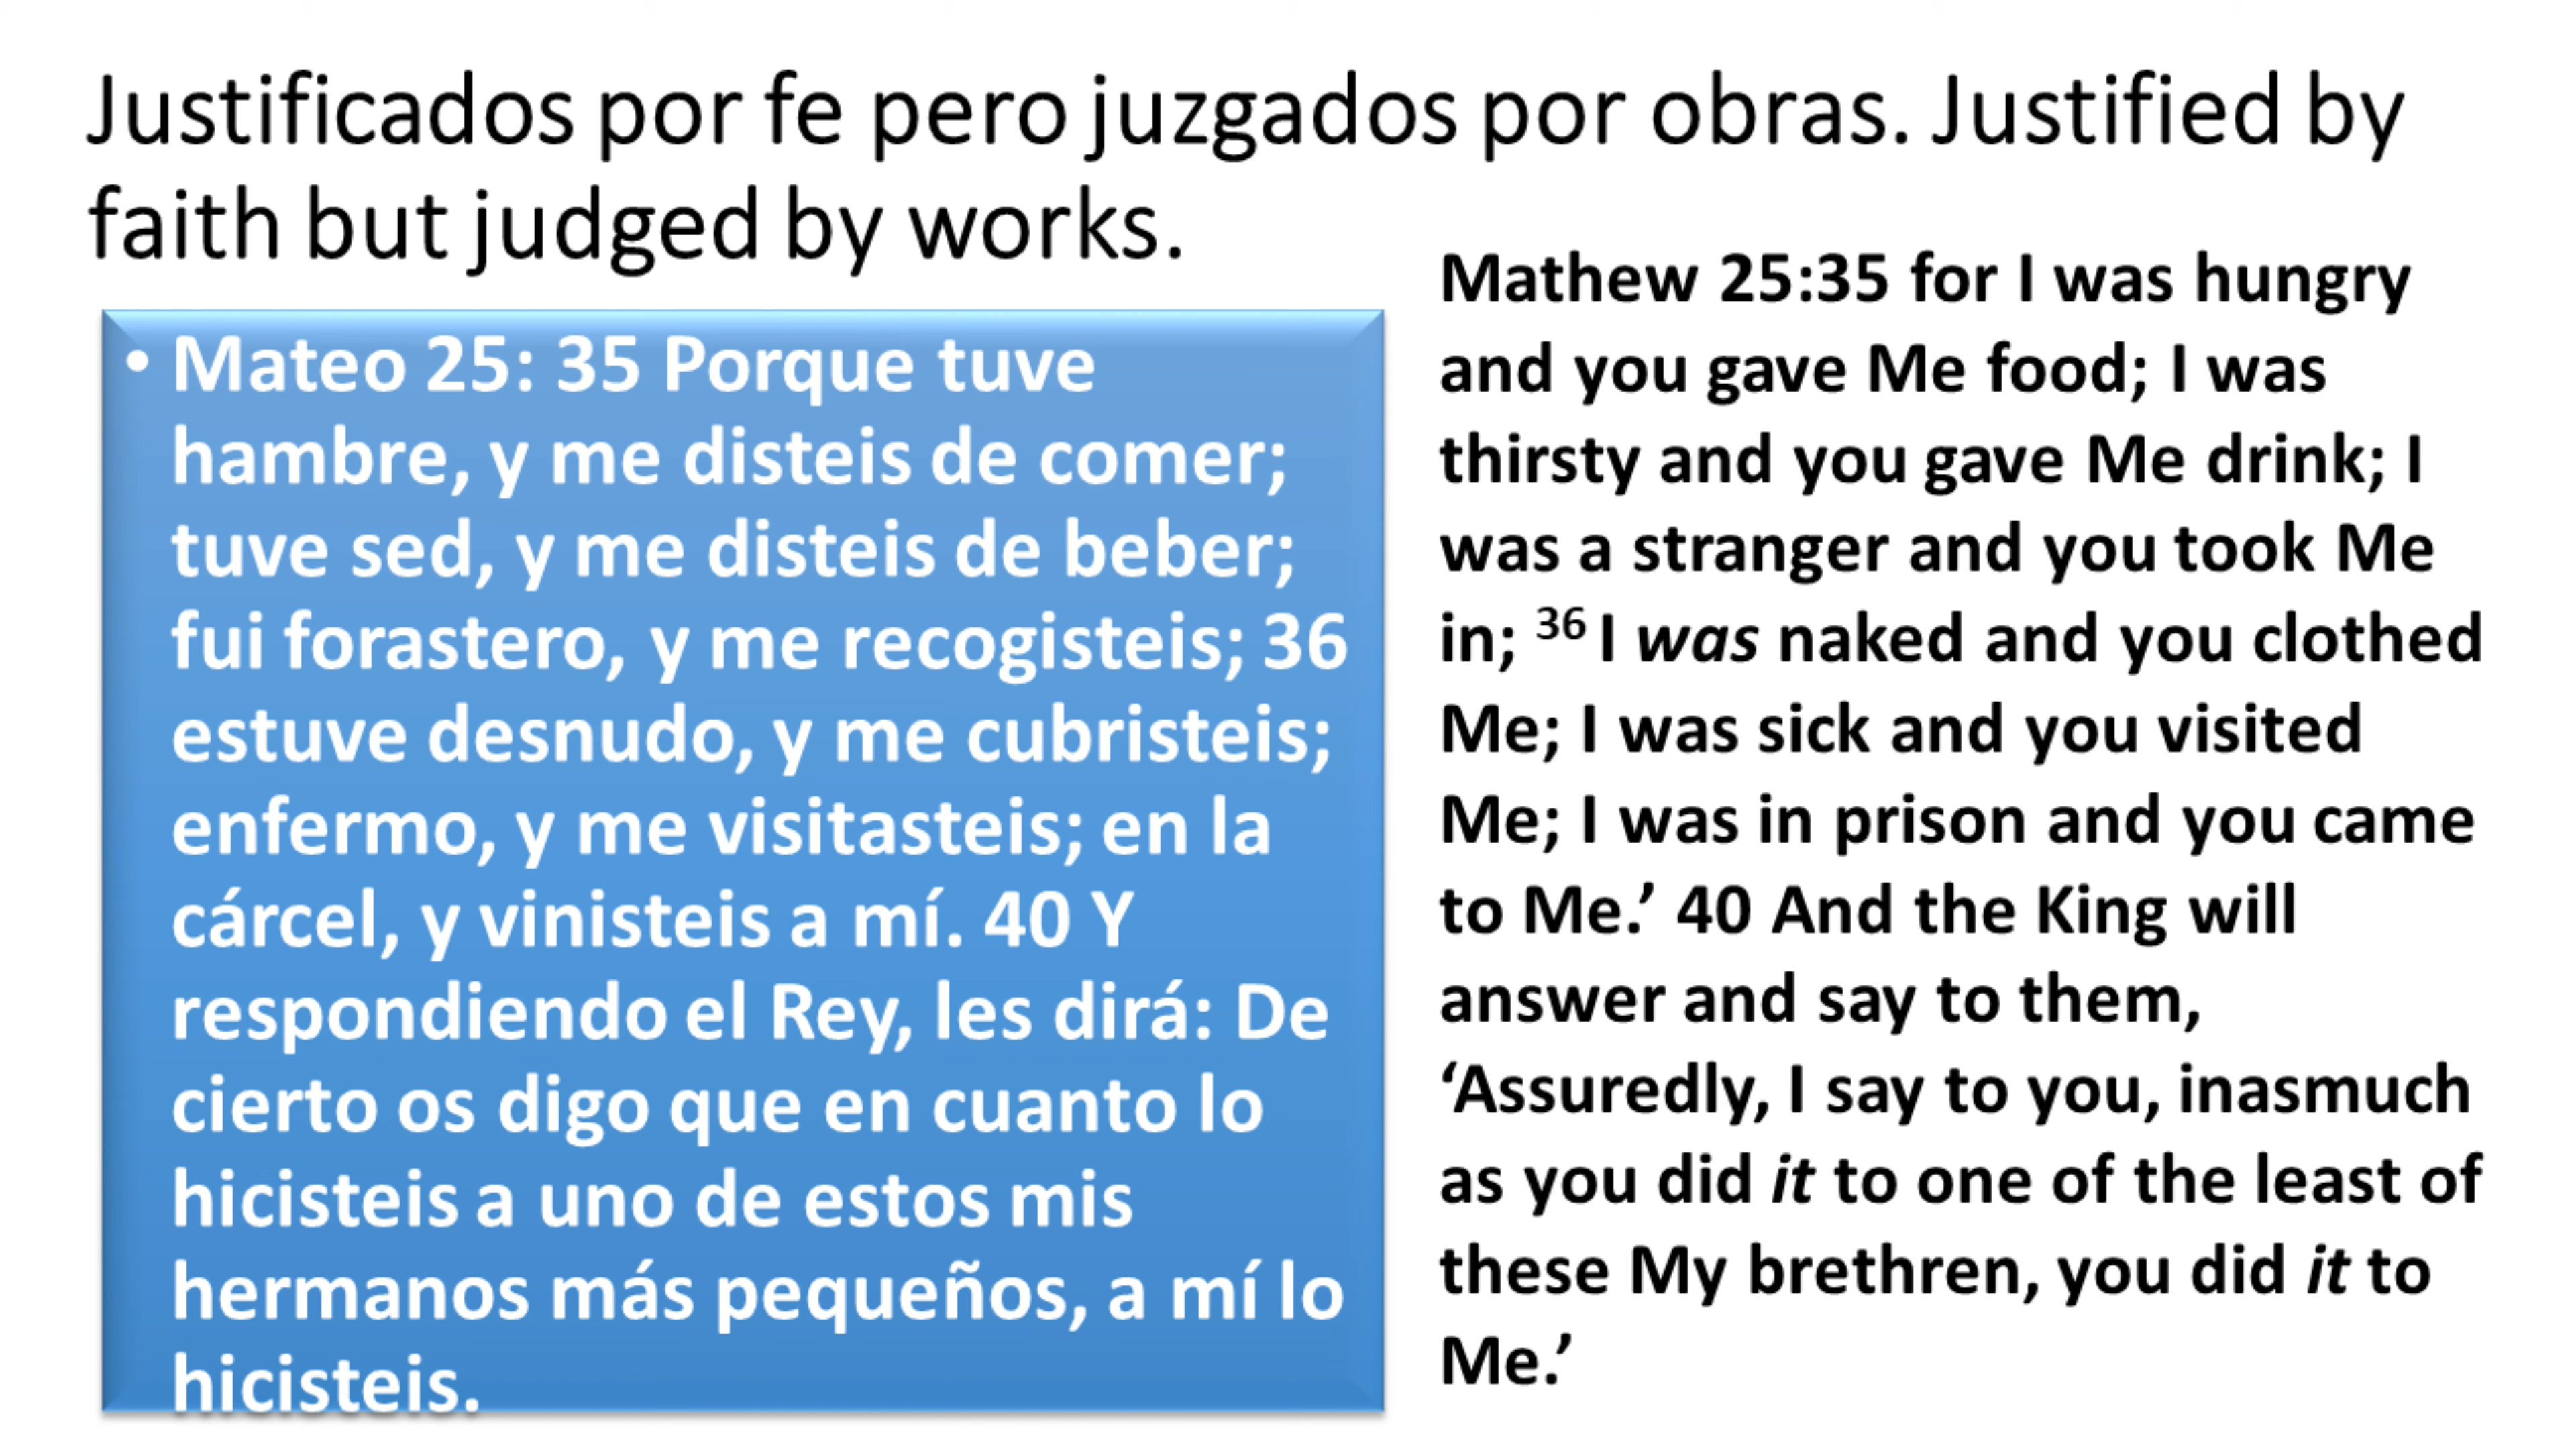 Justificados por fe pero juzgados por obras. Justified by
faith but judged by works.
• Mateo 25: 35 Porque tuve
hambre, y me disteis de comer;
tuve sed, y me disteis de beber;
fui forastero, y me recogisteis; 36
estuve desnudo, y me cubristeis;
enfermo, y me visitasteis; en la
cárcel, y vinisteis a mí. 40 Y
respondiendo el Rey, les dirá: De
cierto os digo que en cuanto lo
hicisteis a uno de estos mis
hermanos más pequeños, a mí lo
hicisteis.
Mathew 25:35 for I was hungry
and you gave Me food; I was
thirsty and you gave Me drink; I
was a stranger and you took Me
in; 36 I was naked and you clothed
Me; I was sick and you visited
Me; I was in prison and you came
to Me.’ 40 And the King will
answer and say to them,
‘Assuredly, I say to you, inasmuch
as you did it to one of the least of
these My brethren, you did it to
Me.’